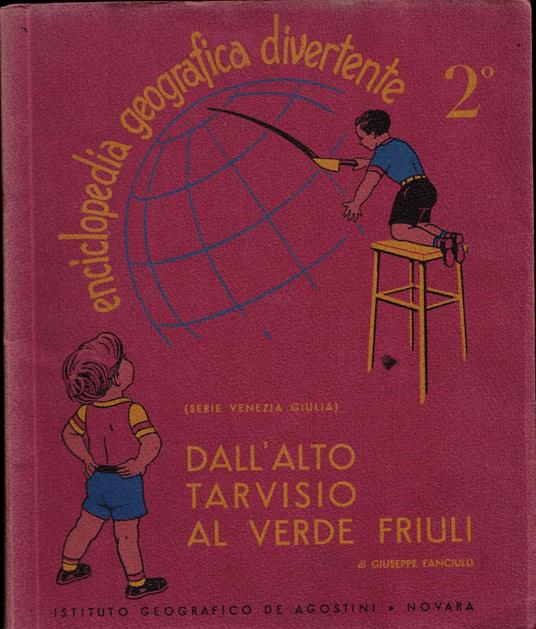 enciclopedia geografica divertente
2°
(SERIE VENEZIA GIULIA)
DALL'ALTO
TARVISIO
AL VERDE FRIULI
di GIUSEPPE FANCIULLI
ISTITUTO GEOGRAFICO DE AGOSTINI • NOVARA